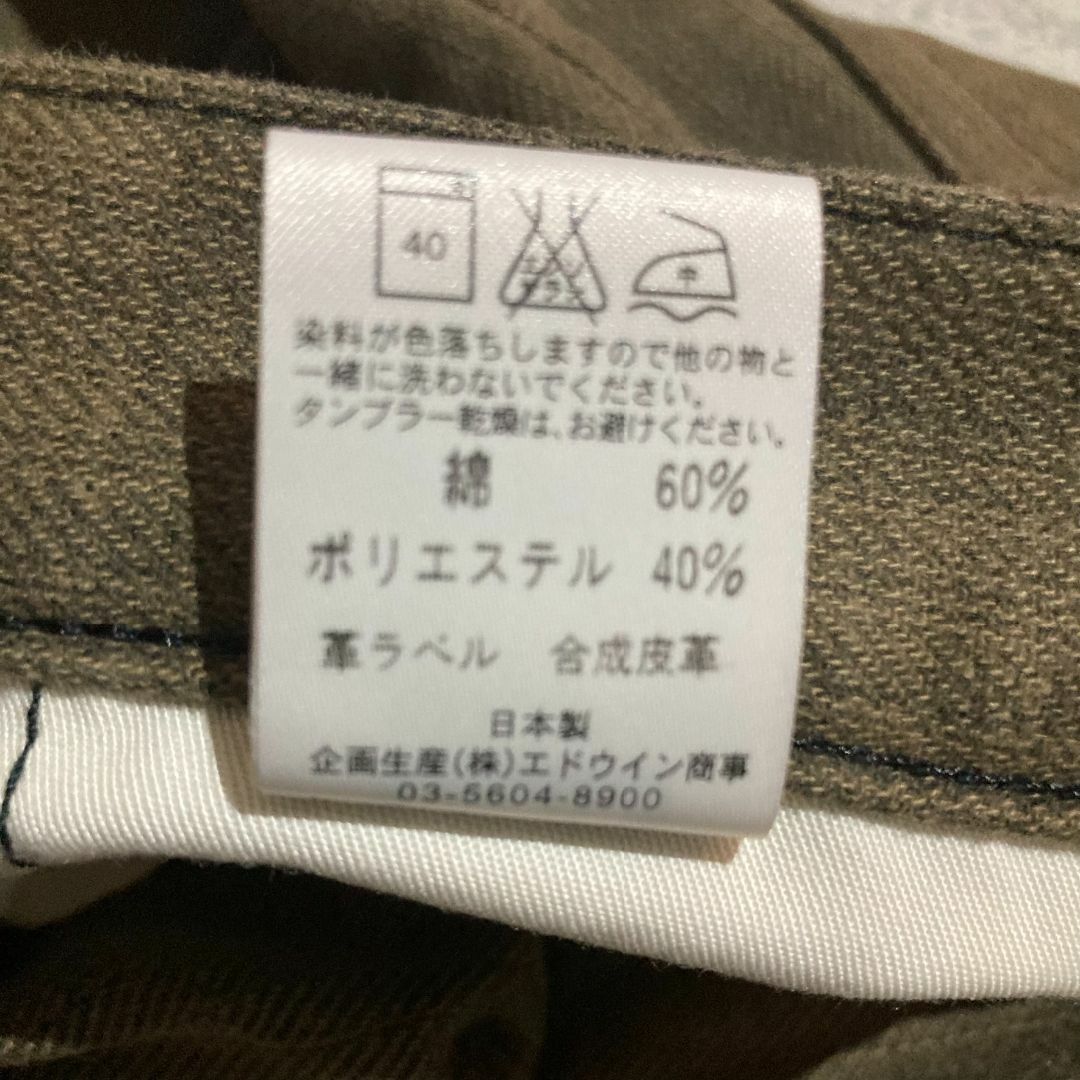 40
中
染料が色落ちしますので他の物と
一緒に洗わないでください。
タンブラー乾燥は、お避けください。
綿 60%
ポリエステル 40%
革ラベル 合成皮革
日本製
企画生産(株)エドウイン商事
03-5604-8900